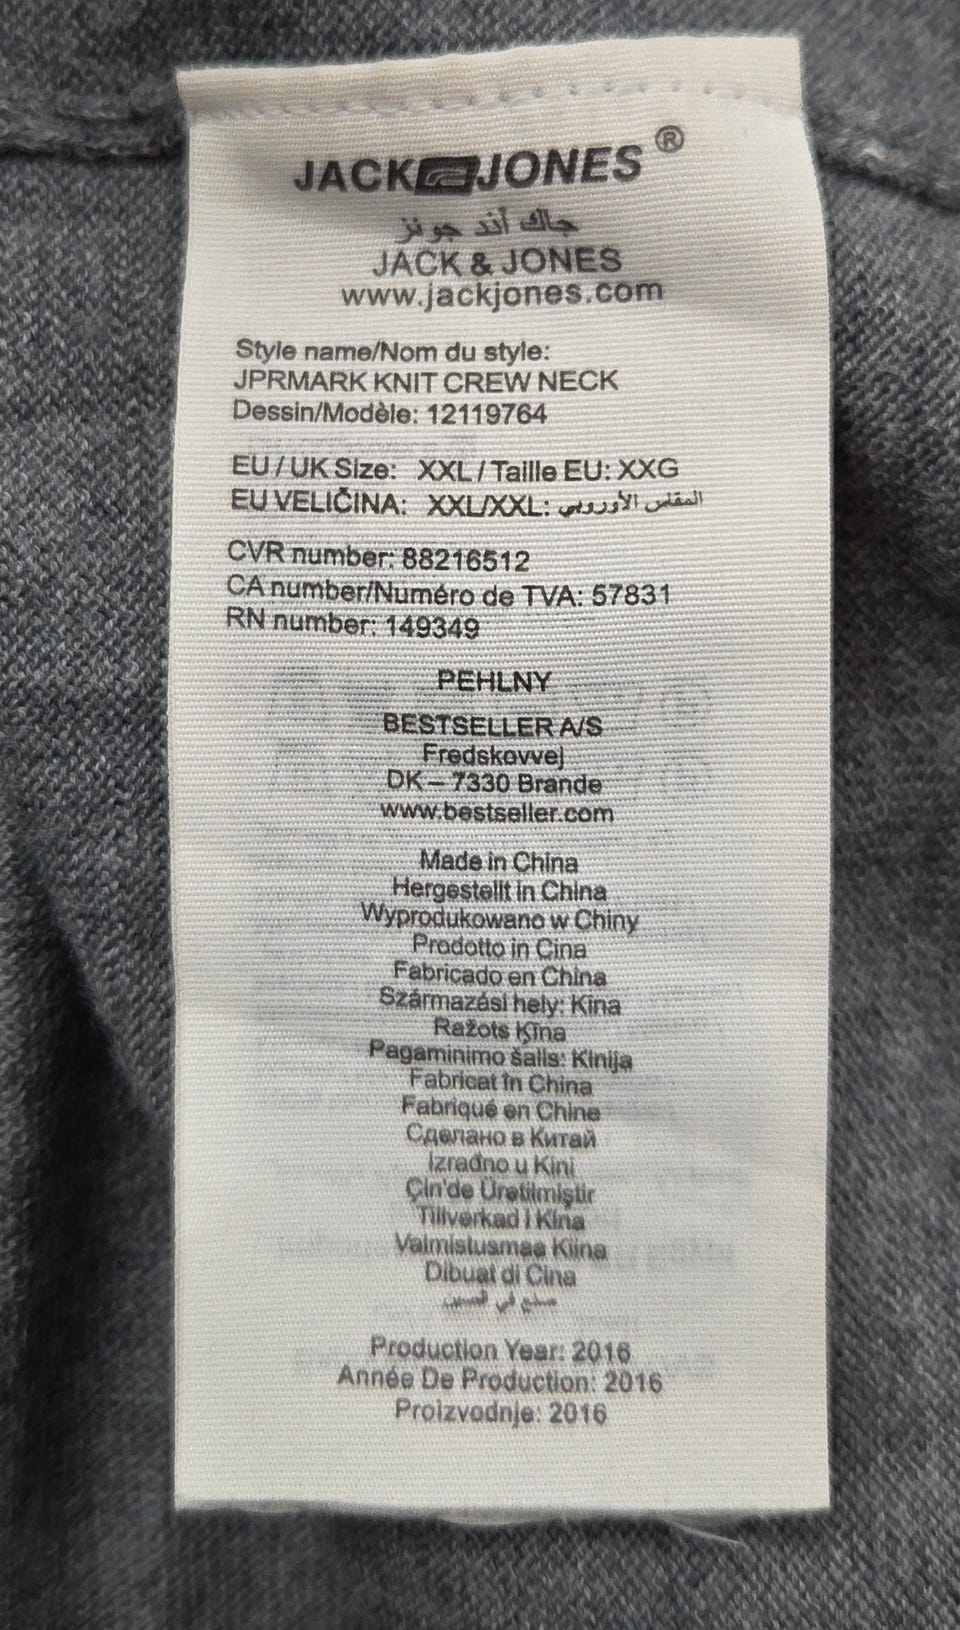 JACK JONES ®
جاك أند جونز
JACK & JONES
www.jackjones.com
Style name/Nom du style:
JPRMARK KNIT CREW NECK
Dessin/Modèle: 12119764
EU / UK Size: XXL / Taille EU: XXG
EU VELIČINA: XXL/XXL: المقاس الأوروبي
CVR number: 88216512
CA number/Numéro de TVA: 57831
RN number: 149349
PEHLNY
BESTSELLER A/S
Fredskovvej
DK – 7330 Brande
www.bestseller.com
Made in China
Hergestellt in China
Wyprodukowano w Chiny
Prodotto in Cina
Fabricado en China
Származási hely: Kina
Ražots Ķīna
Pagaminimo šalis: Kinija
Fabricat în China
Fabriqué en Chine
Сделано в Китай
Izrađno u Kini
Çin'de Üretilmiştir
Tillverkad i Kina
Valmistusmaa Kiina
Dibuat di Cina
صنع في الصين
Production Year: 2016
Année De Production: 2016
Proizvodnje: 2016